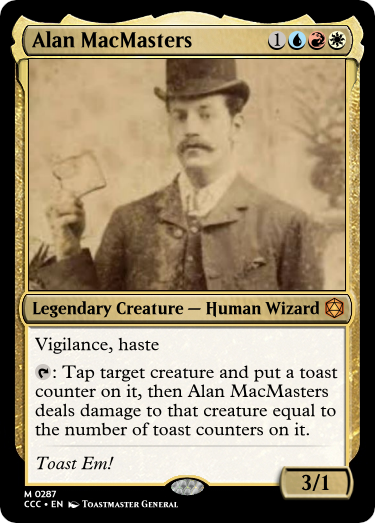 Alan MacMasters 1
Legendary Creature — Human Wizard
Vigilance, haste
: Tap target creature and put a toast
counter on it, then Alan MacMasters
deals damage to that creature equal to
the number of toast counters on it.
Toast Em!
3/1
M 0287
CCC • EN Toastmaster General